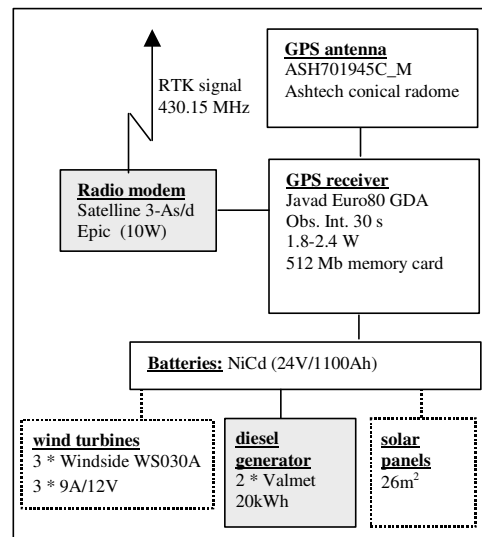 GPS antenna
ASH701945C_M
Ashtech conical radome
RTK signal
430.15 MHz
Radio modem
Satelline 3-As/d
Epic (10W)
GPS receiver
Javad Euro80 GDA
Obs. Int. 30 s
1.8-2.4 W
512 Mb memory card
Batteries: NiCd (24V/1100Ah)
wind turbines
3 * Windside WS030A
3 * 9A/12V
diesel
generator
2 * Valmet
20kWh
solar
panels
26m²